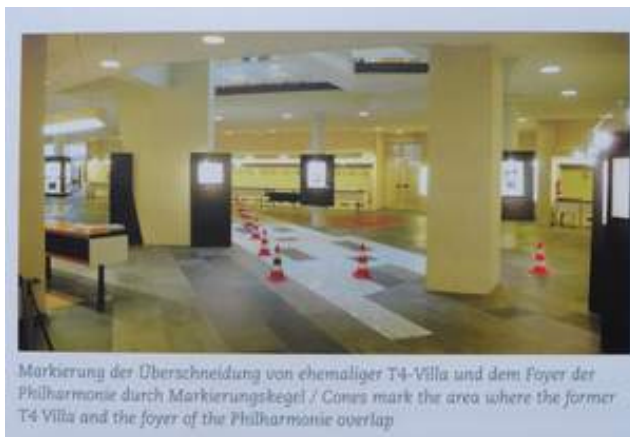 Markierung der Überschneidung von ehemaliger T4-Villa und dem Foyer der
Philharmonie durch Markierungskegel / Cones mark the area where the former
T4 Villa and the foyer of the Philharmonie overlap